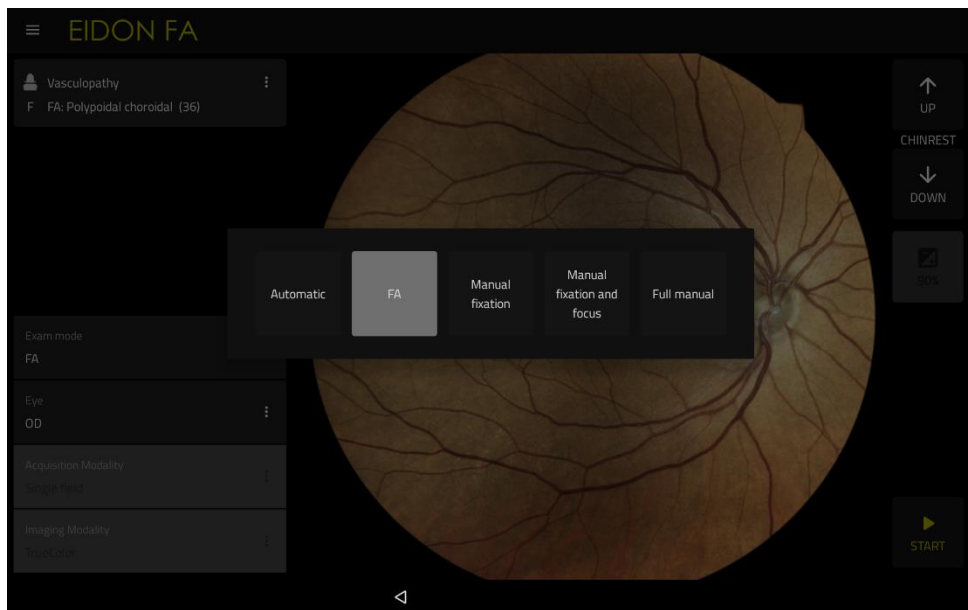 EIDON FA
Vasculopathy
F FA: Polypoidal choroidal (36)
UP
CHINREST
DOWN
90's
Automatic
FA
Manual
fixation
Manual
fixation and
focus
Full manual
Exam mode
FA
Eye
OD
Acquisition Modality
Single field
Imaging Modality
TrueColor
START